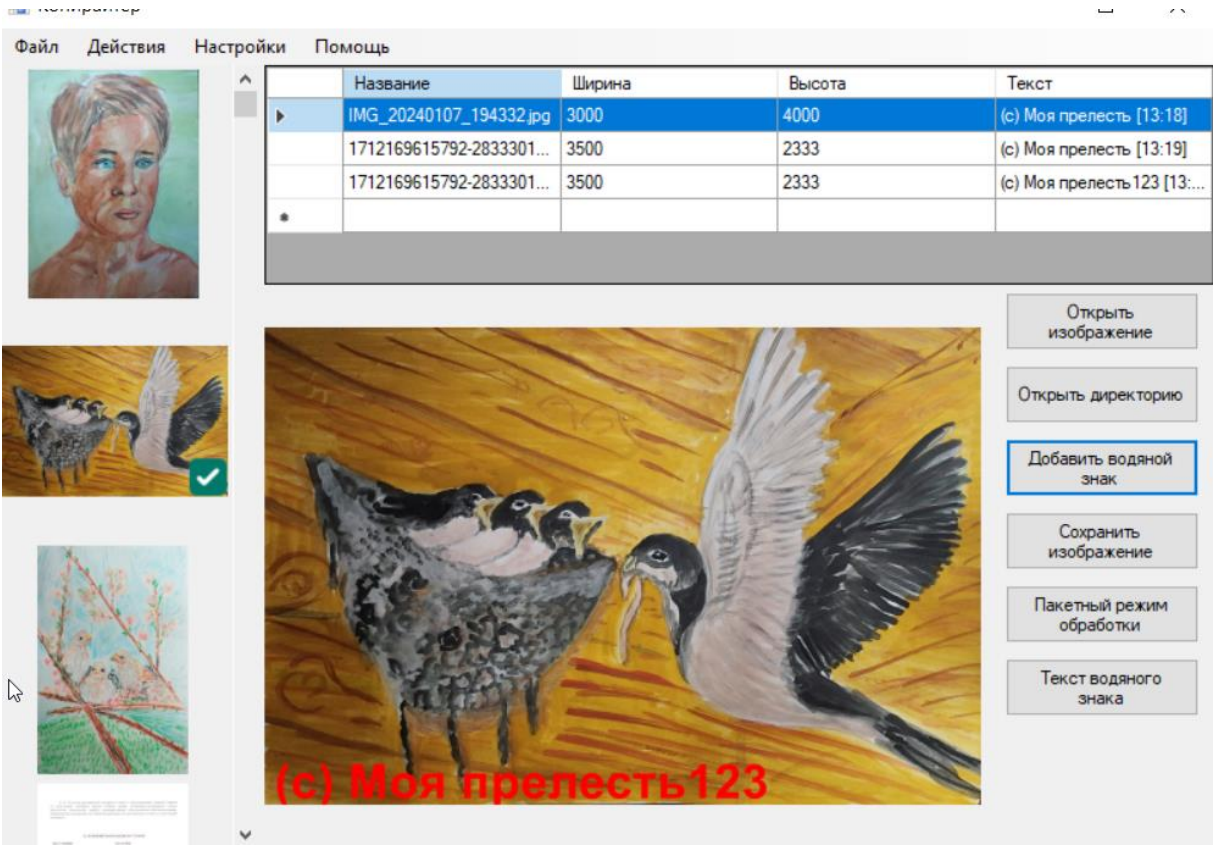 Копирайтер
Файл Действия Настройки Помощь
Название Ширина Высота Текст
IMG_20240107_194332.jpg 3000 4000 (c) Моя прелесть [13:18]
1712169615792-2833301... 3500 2333 (c) Моя прелесть [13:19]
1712169615792-2833301... 3500 2333 (c) Моя прелесть123 [13:...
Открыть
изображение
Открыть директорию
Добавить водяной
знак
Сохранить
изображение
Пакетный режим
обработки
Текст водяного
знака
(c) Моя прелесть123